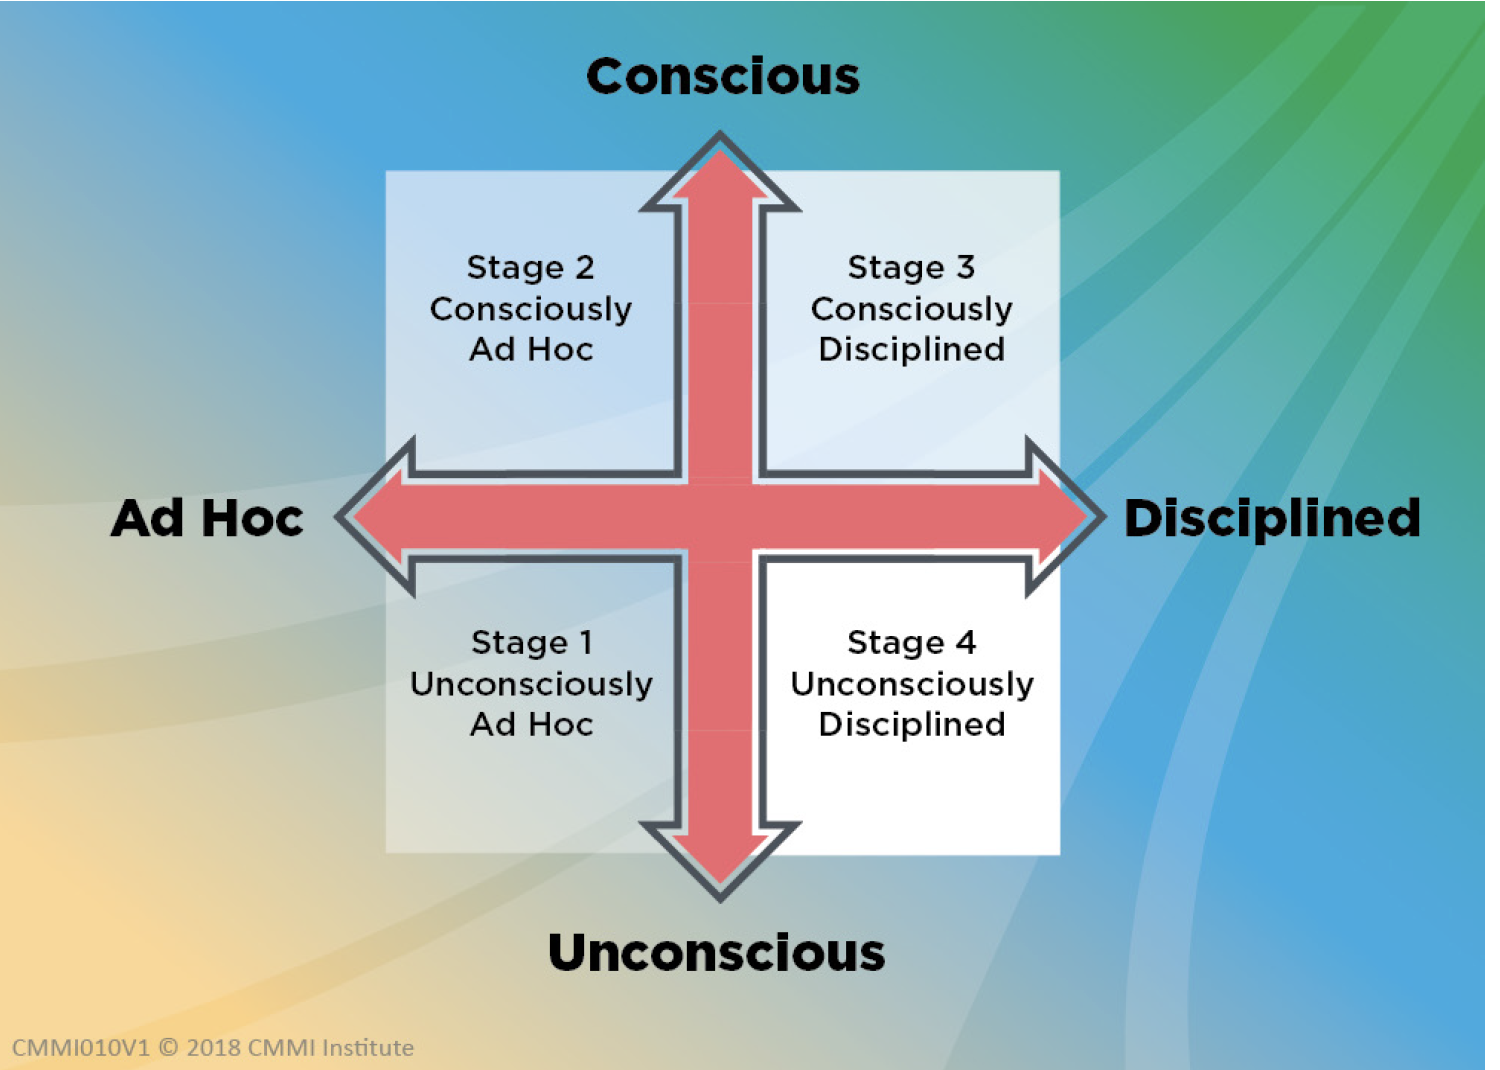 Conscious
Stage 2
Consciously
Ad Hoc
Stage 3
Consciously
Disciplined
Ad Hoc
Disciplined
Stage 1
Unconsciously
Ad Hoc
Stage 4
Unconsciously
Disciplined
Unconscious
CMMI010V1 © 2018 CMMI Institute